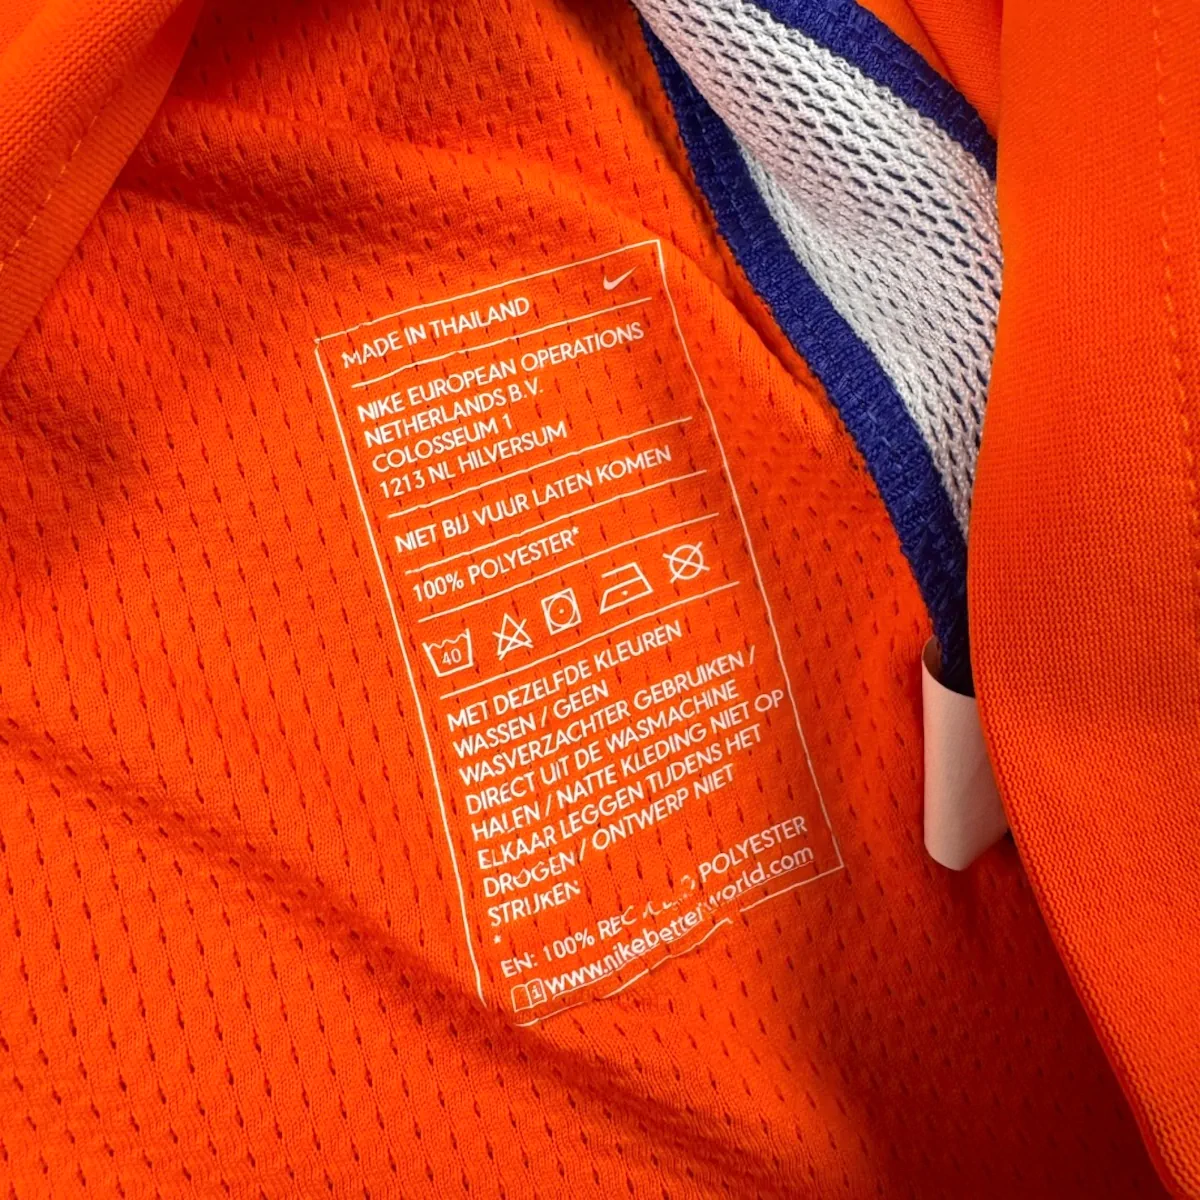 MADE IN THAILAND
NIKE EUROPEAN OPERATIONS
NETHERLANDS B.V.
COLOSSEUM 1
1213 NL HILVERSUM
NIET BIJ VUUR LATEN KOMEN
100% POLYESTER*
40
MET DEZELFDE KLEUREN
WASSEN / GEEN
WASVERZACHTER GEBRUIKEN /
DIRECT UIT DE WASMACHINE
HALEN / NATTE KLEDING NIET OP
ELKAAR LEGGEN TIJDENS HET
DROGEN / ONTWERP NIET
STRIJKEN
*
EN: 100% RECYCLED POLYESTER
www.nikebetterworld.com